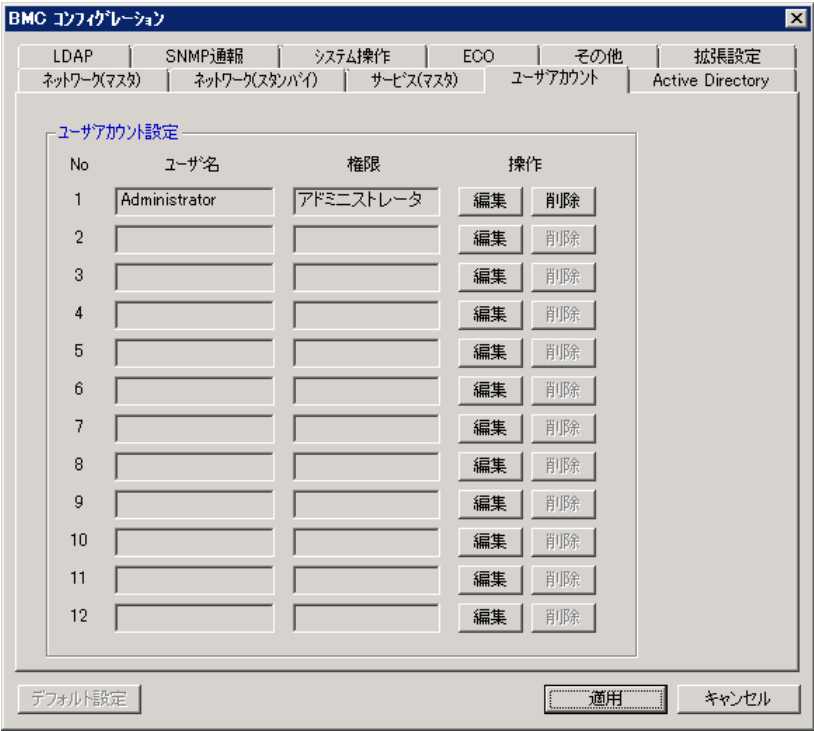 BMC ｺﾝﾌｨｸﾞﾚｰｼｮﾝ
LDAP SNMP通報 ｼｽﾃﾑ操作 ECO その他 拡張設定
ﾈｯﾄﾜｰｸ(ﾏｽﾀ) ﾈｯﾄﾜｰｸ(ｽﾀﾝﾊﾞｲ) ｻｰﾋﾞｽ(ﾏｽﾀ) ﾕｰｻﾞｱｶｳﾝﾄ Active Directory
ﾕｰｻﾞｱｶｳﾝﾄ設定
No ﾕｰｻﾞ名 権限 操作
1 Administrator アドミニストレータ 編集 削除
2 編集 削除
3 編集 削除
4 編集 削除
5 編集 削除
6 編集 削除
7 編集 削除
8 編集 削除
9 編集 削除
10 編集 削除
11 編集 削除
12 編集 削除
デフォルト設定 適用 キャンセル